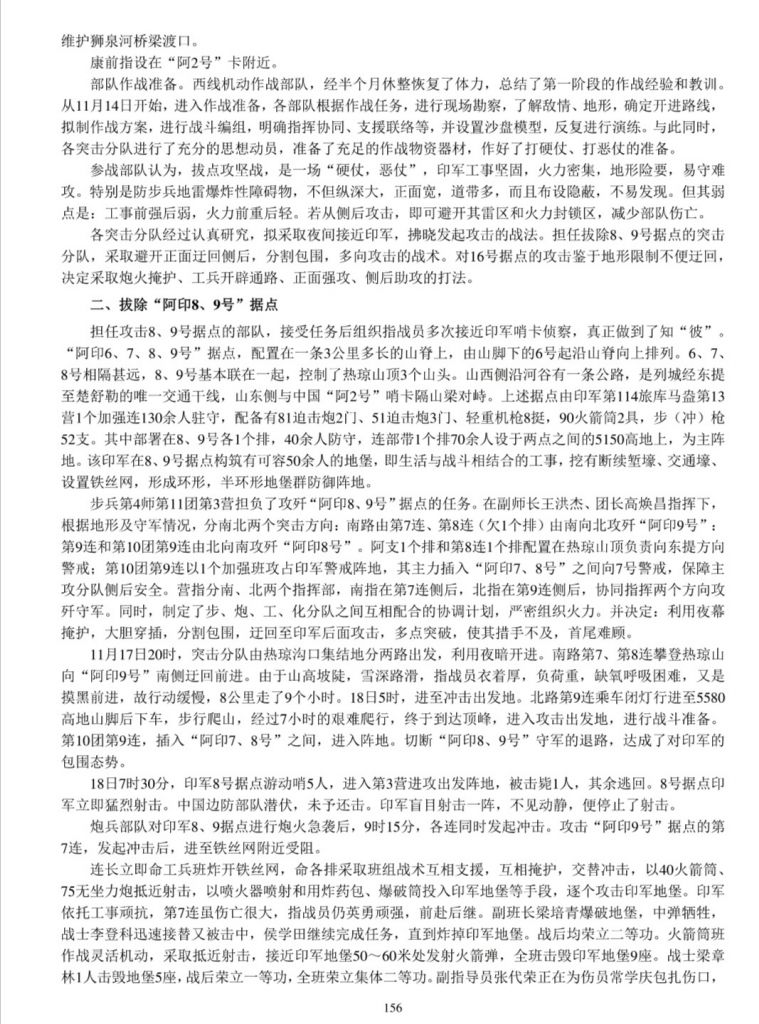 维护狮泉河桥梁渡口。
康前指设在“阿2号”卡附近。
部队作战准备。西线机动作战部队，经半个月休整恢复了体力，总结了第一阶段的作战经验和教训。
从11月14日开始，进入作战准备，各部队根据作战任务，进行现场勘察，了解敌情、地形，确定开进路线，
拟制作战方案，进行战斗编组，明确指挥协同、支援联络等，并设置沙盘模型，反复进行演练。与此同时，
各突击分队进行了充分的思想动员，准备了充足的作战物资器材，作好了打硬仗、打恶仗的准备。
参战部队认为，拔点攻坚战，是一场“硬仗，恶仗”，印军工事坚固，火力密集，地形险要，易守难
攻。特别是防步兵地雷爆炸性障碍物，不但纵深大，正面宽，道带多，而且布设隐蔽，不易发现。但其弱
点是：工事前强后弱，火力前重后轻。若从侧后攻击，即可避开其雷区和火力封锁区，减少部队伤亡。
各突击分队经过认真研究，拟采取夜间接近印军，拂晓发起攻击的战法。担任拔除8、9号据点的突击
分队，采取避开正面迂回侧后，分割包围，多向攻击的战术。对16号据点的攻击鉴于地形限制不便迂回，
决定采取炮火掩护、工兵开辟通路、正面强攻、侧后助攻的打法。
二、拔除“阿印8、9号”据点
担任攻击8、9号据点的部队，接受任务后组织指战员多次接近印军哨卡侦察，真正做到了知“彼”。
“阿印6、7、8、9号”据点，配置在一条3公里多长的山脊上，由山脚下的6号起沿山脊向上排列。6、7、
8号相隔甚远，8、9号基本联在一起，控制了热琼山顶3个山头。山西侧沿河谷有一条公路，是列城经东提
至楚舒勒的唯一交通干线，山东侧与中国“阿2号”哨卡隔山梁对峙。上述据点由印军第114旅库马盎第13
营1个加强连130余人驻守，配备有81迫击炮2门、51迫击炮3门、轻重机枪8挺，90火箭筒2具，步（冲）枪
52支。其中部署在8、9号各1个排，40余人防守，连部带1个排70余人设于两点之间的5150高地上，为主阵
地。该印军在8、9号据点构筑有可容50余人的地堡，即生活与战斗相结合的工事，挖有断续堑壕、交通壕、
设置铁丝网，形成环形，半环形地堡群防御阵地。
步兵第4师第11团第3营担负了攻歼“阿印8、9号”据点的任务。在副师长王洪杰、团长高焕昌指挥下，
根据地形及守军情况，分南北两个突击方向：南路由第7连、第8连（欠1个排）由南向北攻歼“阿印9号”；
第9连和第10团第9连由北向南攻歼“阿印8号”。阿支1个排和第8连1个排配置在热琼山顶负责向东提方向
警戒；第10团第9连以1个加强班攻占印军警戒阵地，其主力插入“阿印7、8号”之间向7号警戒，保障主
攻分队侧后安全。营指分南、北两个指挥部，南指在第7连侧后，北指在第9连侧后，协同指挥两个方向攻
歼守军。同时，制定了步、炮、工、化分队之间互相配合的协调计划，严密组织火力。并决定：利用夜幕
掩护，大胆穿插，分割包围，迂回至印军后面攻击，多点突破，使其措手不及，首尾难顾。
11月17日20时，突击分队由热琼沟口集结地分两路出发，利用夜暗开进。南路第7、第8连攀登热琼山
向“阿印9号”南侧迂回前进。由于山高坡陡，雪深路滑，指战员衣着厚，负荷重，缺氧呼吸困难，又是
摸黑前进，故行动缓慢，8公里走了9个小时。18日5时，进至冲击出发地。北路第9连乘车闭灯行进至5580
高地山脚后下车，步行爬山，经过7小时的艰难爬行，终于到达顶峰，进入攻击出发地，进行战斗准备。
第10团第9连，插入“阿印7、8号”之间，进入阵地。切断“阿印8、9号”守军的退路，达成了对印军的
包围态势。
18日7时30分，印军8号据点游动哨5人，进入第3营进攻出发阵地，被击毙1人，其余逃回。8号据点印
军立即猛烈射击。中国边防部队潜伏，未予还击。印军盲目射击一阵，不见动静，便停止了射击。
炮兵部队对印军8、9据点进行炮火急袭后，9时15分，各连同时发起冲击。攻击“阿印9号”据点的第
7连，发起冲击后，进至铁丝网附近受阻。
连长立即命工兵班炸开铁丝网，命各排采取班组战术互相支援，互相掩护，交替冲击，以40火箭筒、
75无坐力炮抵近射击，以喷火器喷射和用炸药包、爆破筒投入印军地堡等手段，逐个攻击印军地堡。印军
依托工事顽抗，第7连虽伤亡很大，指战员仍英勇顽强，前赴后继。副班长梁培青爆破地堡，中弹牺牲，
战士李登科迅速接替又被击中，侯学田继续完成任务，直到炸掉印军地堡。战后均荣立二等功。火箭筒班
作战灵活机动，采取抵近射击，接近印军地堡50～60米处发射火箭弹，全班击毁印军地堡9座。战士梁章
林1人击毁地堡5座，战后荣立一等功，全班荣立集体二等功。副指导员张代荣正在为伤员常学庆包扎伤口，
156